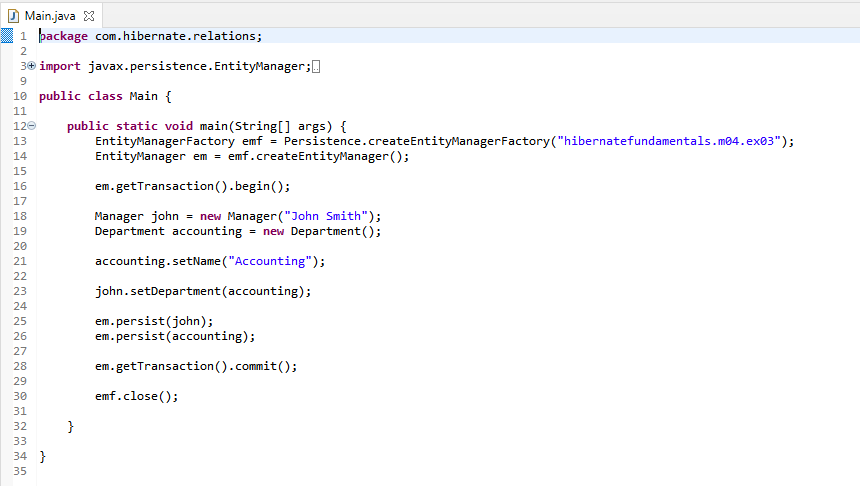 Main.java
1 package com.hibernate.relations;
2
3 import javax.persistence.EntityManager;
9
10 public class Main {
11
12     public static void main(String[] args) {
13         EntityManagerFactory emf = Persistence.createEntityManagerFactory("hibernatefundamentals.m04.ex03");
14         EntityManager em = emf.createEntityManager();
15
16         em.getTransaction().begin();
17
18         Manager john = new Manager("John Smith");
19         Department accounting = new Department();
20
21         accounting.setName("Accounting");
22
23         john.setDepartment(accounting);
24
25         em.persist(john);
26         em.persist(accounting);
27
28         em.getTransaction().commit();
29
30         emf.close();
31
32     }
33
34 }
35